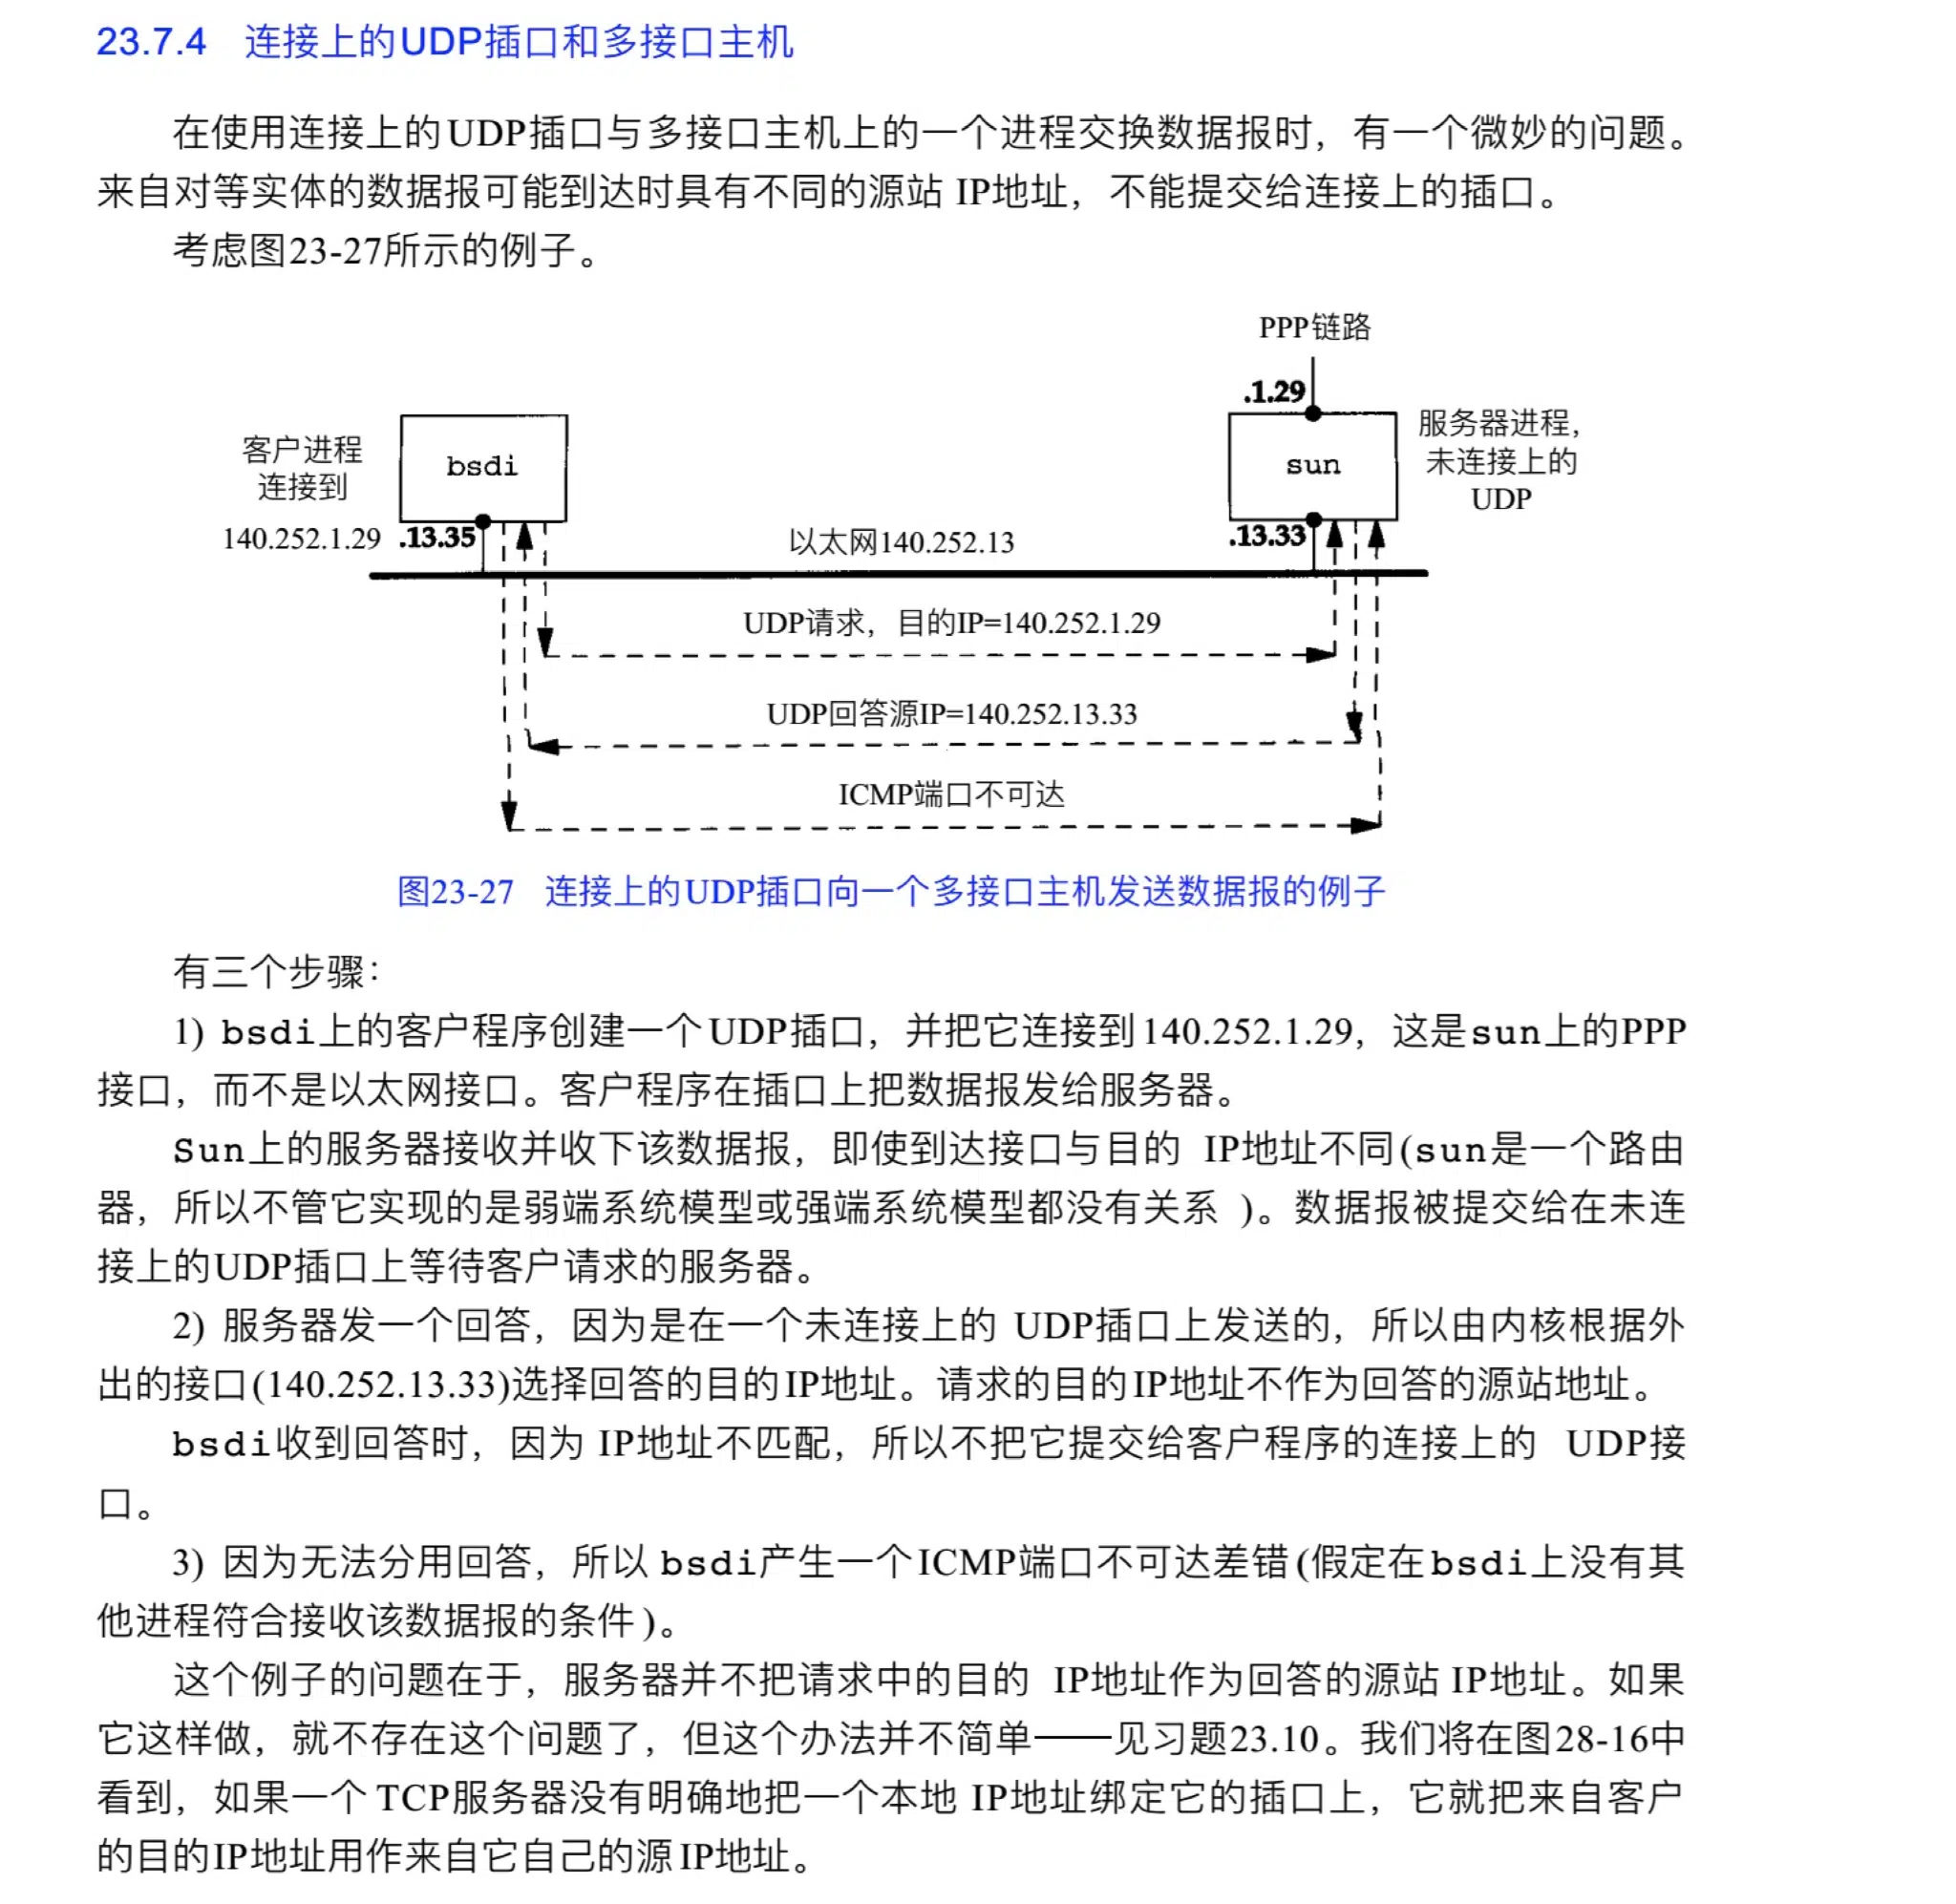 23.7.4 连接上的UDP插口和多接口主机
在使用连接上的UDP插口与多接口主机上的一个进程交换数据报时，有一个微妙的问题。
来自对等实体的数据报可能到达时具有不同的源站 IP地址，不能提交给连接上的插口。
考虑图23-27所示的例子。
PPP链路
.1.29
客户进程
连接到
140.252.1.29
bsdi
.13.35
以太网140.252.13
sun
.13.33
服务器进程，
未连接上的
UDP
UDP请求，目的IP=140.252.1.29
UDP回答源IP=140.252.13.33
ICMP端口不可达
图23-27 连接上的UDP插口向一个多接口主机发送数据报的例子
有三个步骤：
1) bsdi上的客户程序创建一个UDP插口，并把它连接到140.252.1.29，这是sun上的PPP
接口，而不是以太网接口。客户程序在插口上把数据报发给服务器。
Sun上的服务器接收并收下该数据报，即使到达接口与目的 IP地址不同(sun是一个路由
器，所以不管它实现的是弱端系统模型或强端系统模型都没有关系 )。数据报被提交给在未连
接上的UDP插口上等待客户请求的服务器。
2) 服务器发一个回答，因为是在一个未连接上的 UDP插口上发送的，所以由内核根据外
出的接口(140.252.13.33)选择回答的目的IP地址。请求的目的IP地址不作为回答的源站地址。
bsdi收到回答时，因为 IP地址不匹配，所以不把它提交给客户程序的连接上的 UDP接
口。
3) 因为无法分用回答，所以 bsdi产生一个ICMP端口不可达差错(假定在bsdi上没有其
他进程符合接收该数据报的条件)。
这个例子的问题在于，服务器并不把请求中的目的 IP地址作为回答的源站 IP地址。如果
它这样做，就不存在这个问题了，但这个办法并不简单——见习题23.10。我们将在图28-16中
看到，如果一个TCP服务器没有明确地把一个本地 IP地址绑定它的插口上，它就把来自客户
的目的IP地址用作来自它自己的源IP地址。